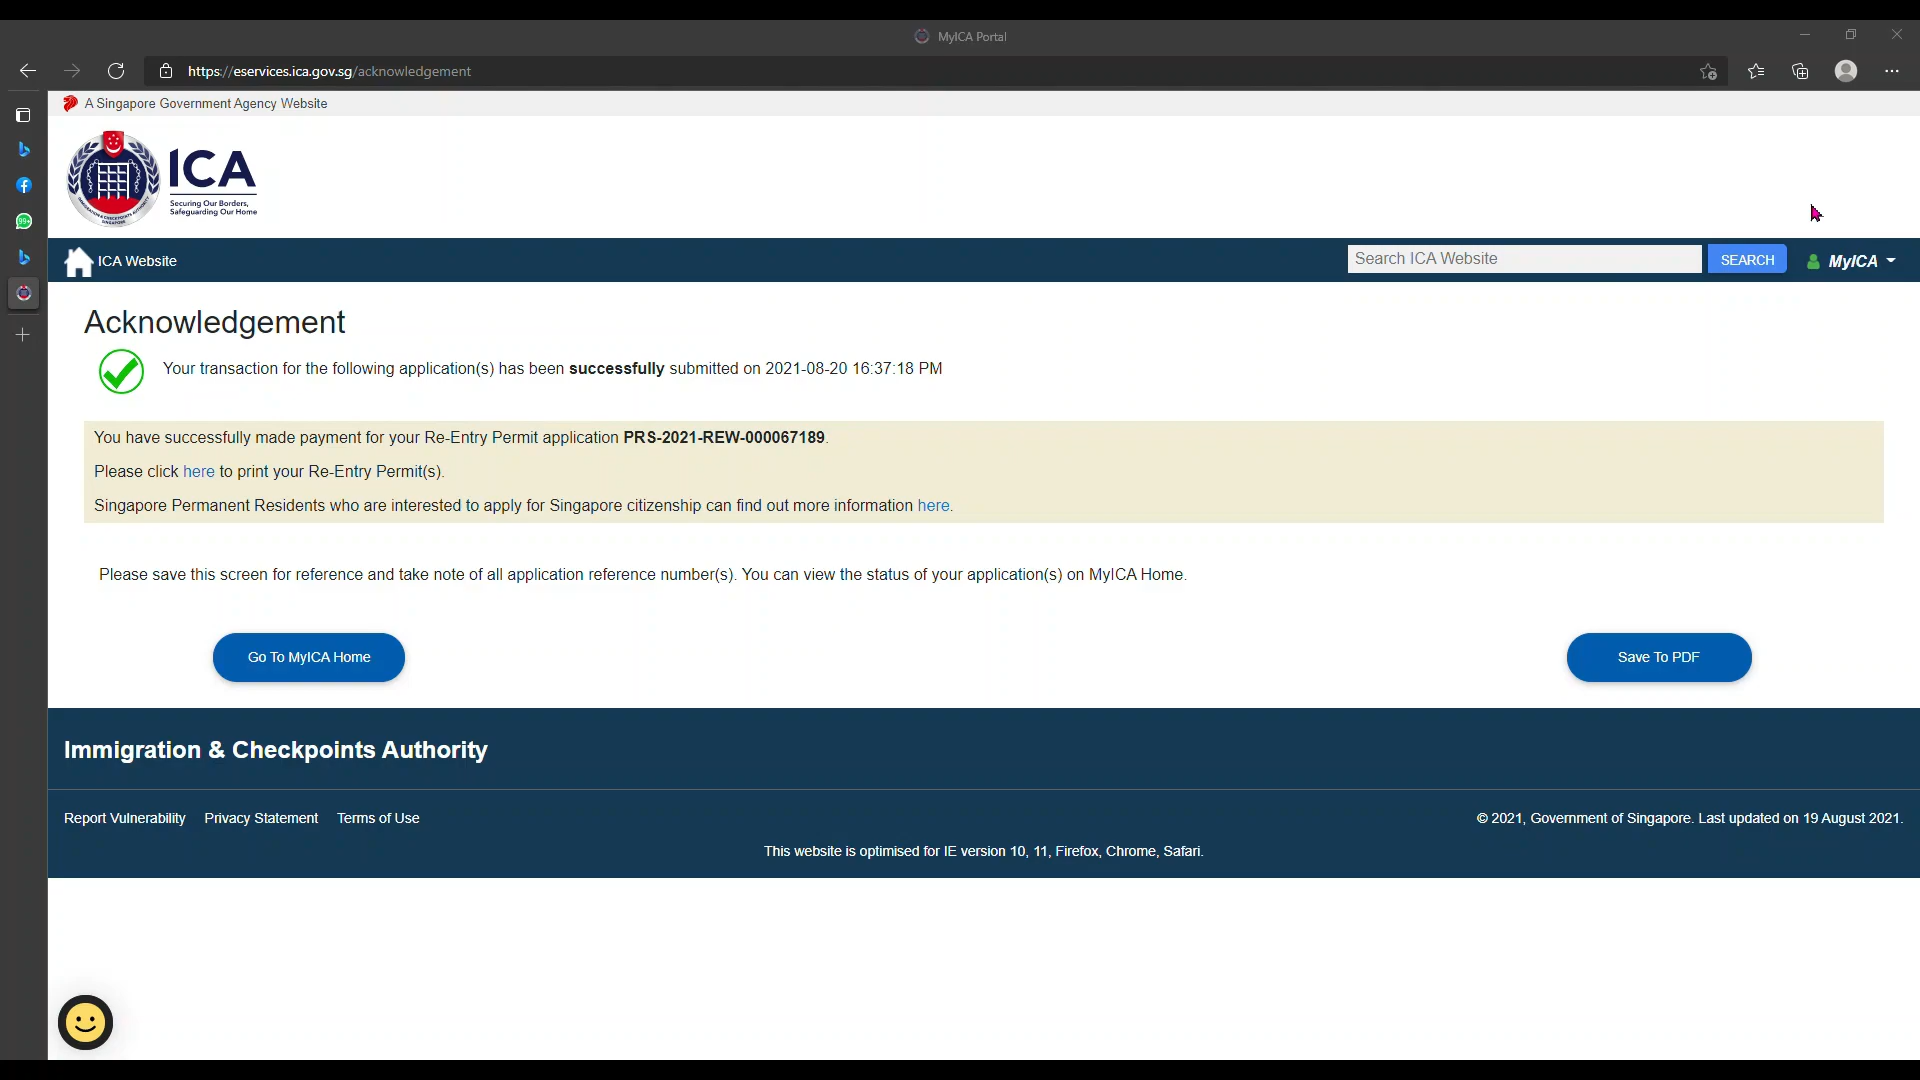 MyICA Portal
https://eservices.ica.gov.sg/acknowledgement
A Singapore Government Agency Website
ICA
Securing Our Borders,
Safeguarding Our Home
99+
ICA Website
Search ICA Website
SEARCH
MyICA
Acknowledgement
Your transaction for the following application(s) has been successfully submitted on 2021-08-20 16:37:18 PM
You have successfully made payment for your Re-Entry Permit application PRS-2021-REW-000067189.
Please click here to print your Re-Entry Permit(s).
Singapore Permanent Residents who are interested to apply for Singapore citizenship can find out more information here.
Please save this screen for reference and take note of all application reference number(s). You can view the status of your application(s) on MyICA Home.
Go To MyICA Home
Save To PDF
Immigration & Checkpoints Authority
Report Vulnerability Privacy Statement Terms of Use
© 2021, Government of Singapore. Last updated on 19 August 2021.
This website is optimised for IE version 10, 11, Firefox, Chrome, Safari.